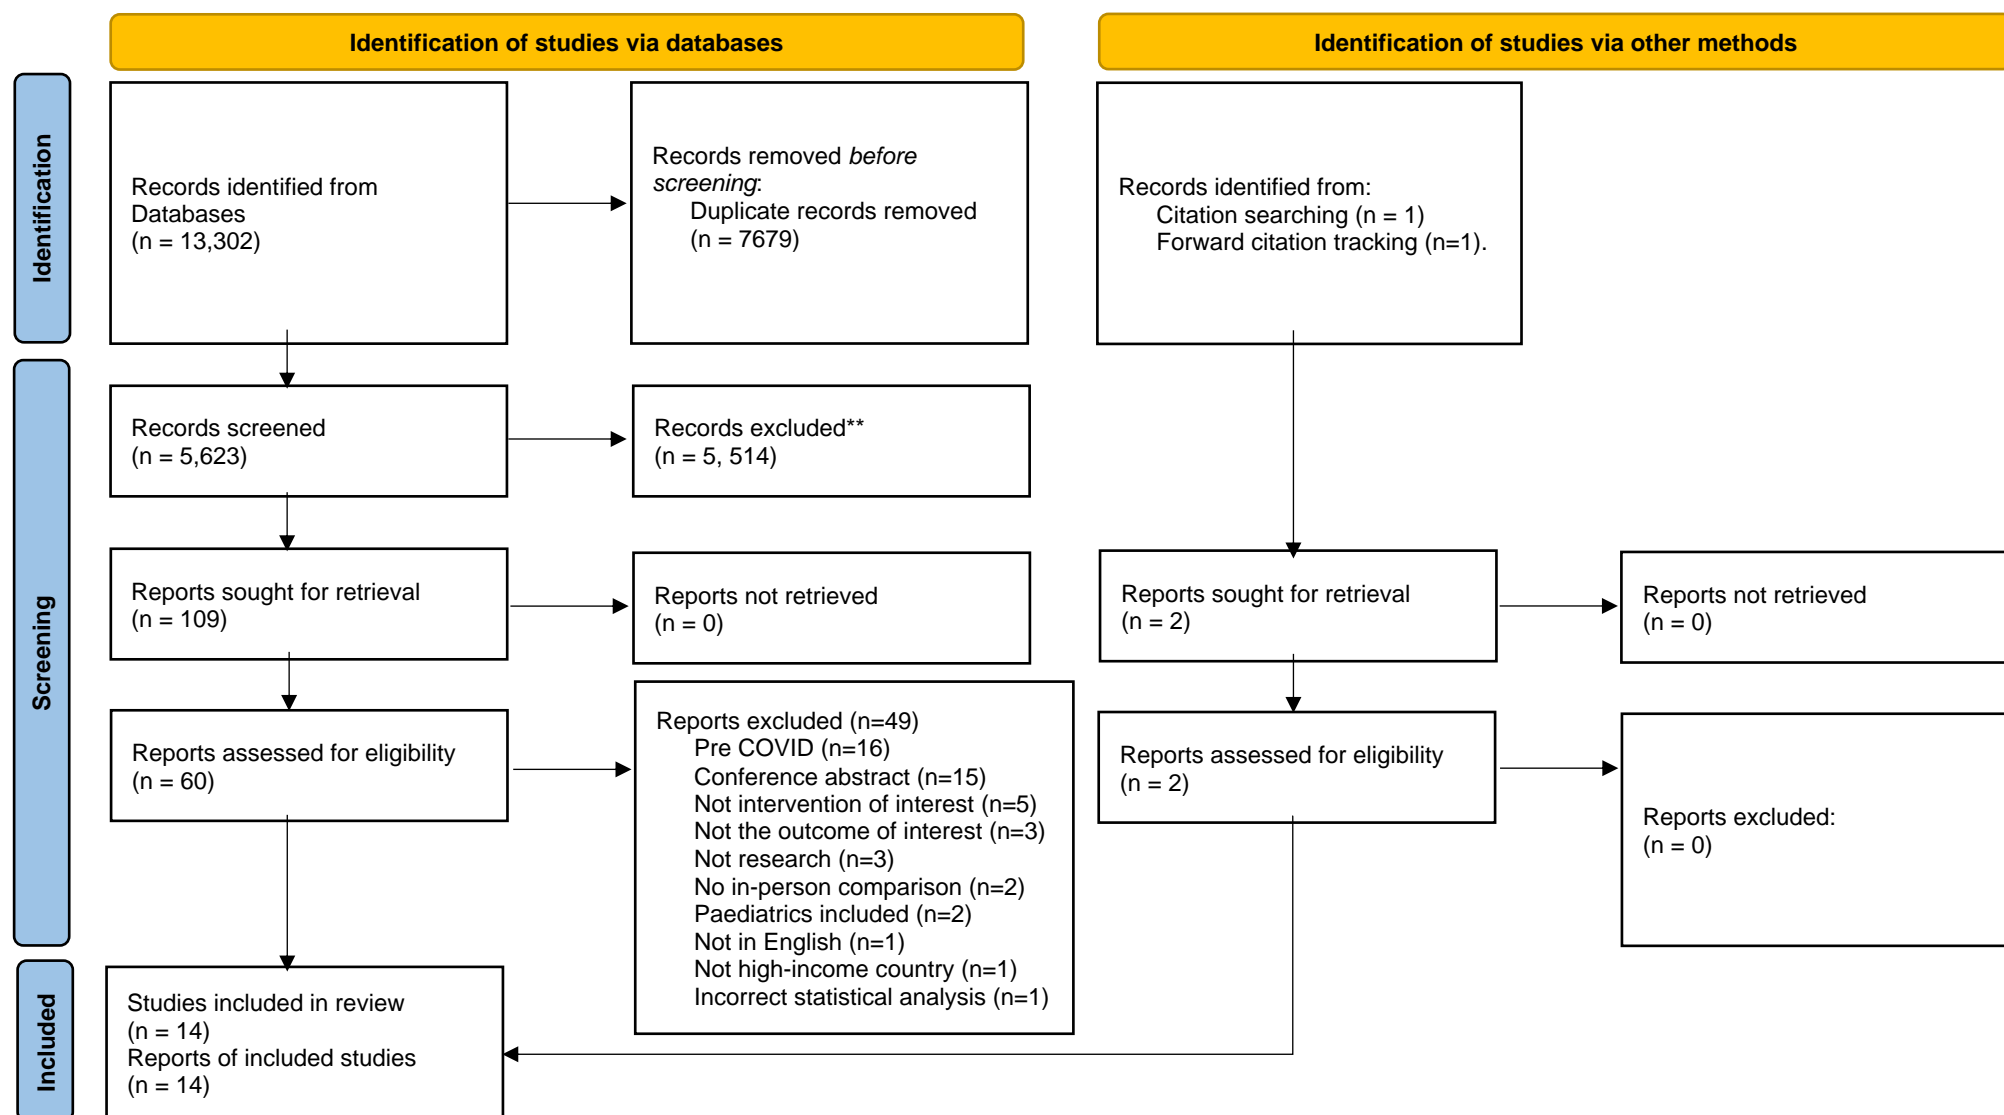 Identification of studies via databases
Identification of studies via other methods
Identification
Records identified from
Databases
(n = 13,302)
Records removed before
screening:
Duplicate records removed
(n = 7679)
Records identified from:
Citation searching (n = 1)
Forward citation tracking (n=1).
Screening
Records screened
(n = 5,623)
Records excluded**
(n = 5, 514)
Reports sought for retrieval
(n = 109)
Reports not retrieved
(n = 0)
Reports sought for retrieval
(n = 2)
Reports not retrieved
(n = 0)
Reports assessed for eligibility
(n = 60)
Reports excluded (n=49)
Pre COVID (n=16)
Conference abstract (n=15)
Not intervention of interest (n=5)
Not the outcome of interest (n=3)
Not research (n=3)
No in-person comparison (n=2)
Paediatrics included (n=2)
Not in English (n=1)
Not high-income country (n=1)
Incorrect statistical analysis (n=1)
Reports assessed for eligibility
(n = 2)
Reports excluded:
(n = 0)
Included
Studies included in review
(n = 14)
Reports of included studies
(n = 14)